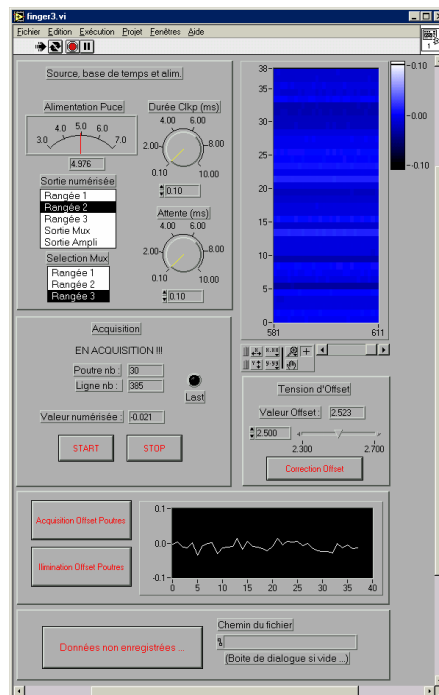 finger3.vi
Fichier Edition Exécution Projet Fenêtres Aide
1
Source, base de temps et alim.
Alimentation Puce
3.0 4.0 5.0 6.0 7.0
4.976
Durée Clkp (ms)
4.00 6.00
2.00 8.00
0.10 10.00
0.10
Sortie numérisée
Rangée 1
Rangée 2
Rangée 3
Sortie Mux
Sortie Ampli
Attente (ms)
4.00 6.00
2.00 8.00
0.10 10.00
0.10
Selection Mux
Rangée 1
Rangée 2
Rangée 3
38
35
30
25
20
15
10
5
0
581 611
-0.10
-0.00
--0.10
Acquisition
EN ACQUISITION !!!
Poutre nb : 30
Ligne nb : 385
Last
Valeur numérisée : -0.021
START STOP
Tension d'Offset
Valeur Offset : 2.523
2.500
2.300 2.700
Correction Offset
Acquisition Offset Poutres
Ilimination Offset Poutres
0.1
0.0
-0.1
0 5 10 15 20 25 30 35 40
Données non enregistrées ...
Chemin du fichier
(Boite de dialogue si vide ...)